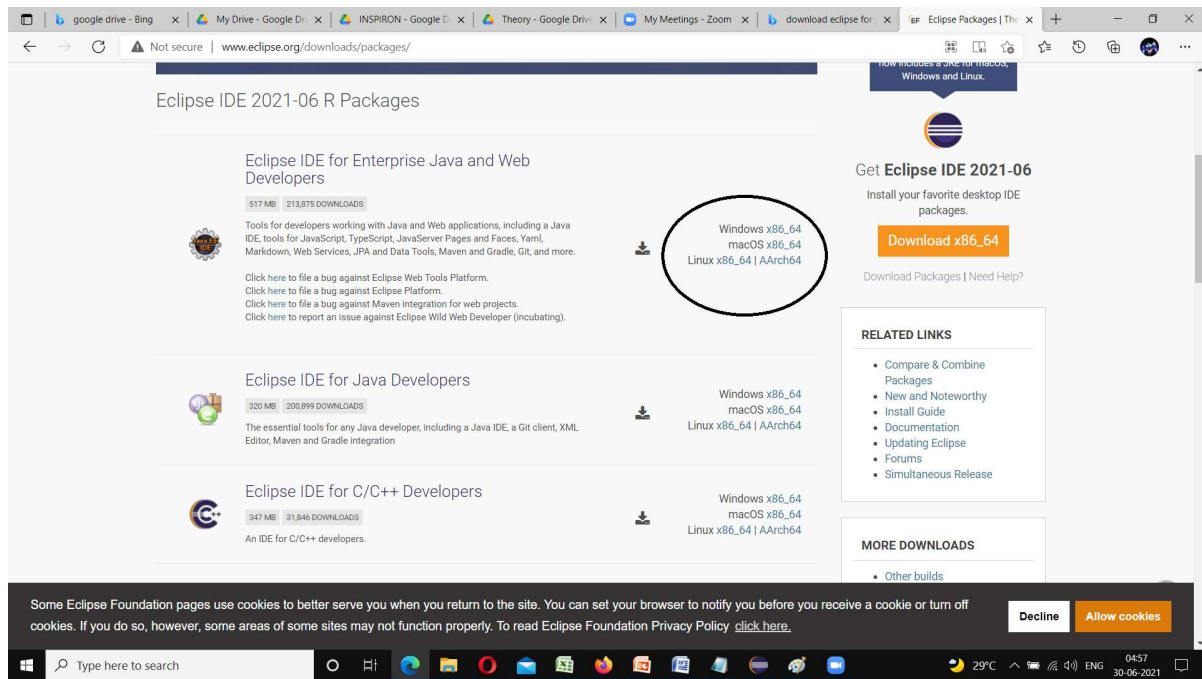 google drive - Bing
My Drive - Google Dri
INSPIRON - Google D
Theory - Google Drive
My Meetings - Zoom
download eclipse for j
EF Eclipse Packages | The
Not secure | www.eclipse.org/downloads/packages/
now includes a JRE for macOS,
Windows and Linux.
Eclipse IDE 2021-06 R Packages
Eclipse IDE for Enterprise Java and Web
Developers
517 MB 213,875 DOWNLOADS
Tools for developers working with Java and Web applications, including a Java
IDE, tools for JavaScript, TypeScript, JavaServer Pages and Faces, Yaml,
Markdown, Web Services, JPA and Data Tools, Maven and Gradle, Git, and more.
Click here to file a bug against Eclipse Web Tools Platform.
Click here to file a bug against Eclipse Platform.
Click here to file a bug against Maven integration for web projects.
Click here to report an issue against Eclipse Wild Web Developer (incubating).
Java EE
IDE
Windows x86_64
macOS x86_64
Linux x86_64 | AArch64
Eclipse IDE for Java Developers
320 MB 200,899 DOWNLOADS
The essential tools for any Java developer, including a Java IDE, a Git client, XML
Editor, Maven and Gradle integration
Windows x86_64
macOS x86_64
Linux x86_64 | AArch64
Eclipse IDE for C/C++ Developers
347 MB 31,846 DOWNLOADS
An IDE for C/C++ developers.
Windows x86_64
macOS x86_64
Linux x86_64 | AArch64
Get Eclipse IDE 2021-06
Install your favorite desktop IDE
packages.
Download x86_64
Download Packages | Need Help?
RELATED LINKS
Compare & Combine
Packages
New and Noteworthy
Install Guide
Documentation
Updating Eclipse
Forums
Simultaneous Release
MORE DOWNLOADS
Other builds
Some Eclipse Foundation pages use cookies to better serve you when you return to the site. You can set your browser to notify you before you receive a cookie or turn off
cookies. If you do so, however, some areas of some sites may not function properly. To read Eclipse Foundation Privacy Policy click here.
Decline
Allow cookies
Type here to search
29°C
ENG
04:57
30-06-2021